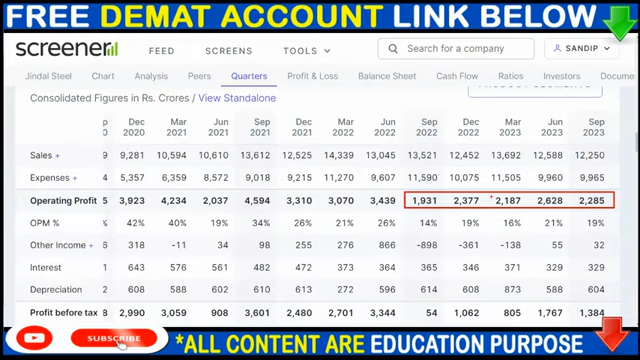 FREE DEMAT ACCOUNT LINK BELOW
screener FEED SCREENS TOOLS Search for a company SANDIP
Jindal Steel Chart Analysis Peers Quarters Profit & Loss Balance Sheet Cash Flow Ratios Investors Docume
Consolidated Figures in Rs. Crores / View Standalone PRODUCT SEGMENTS
Dec Mar Jun Sep Dec Mar Jun Sep Dec Mar Jun Sep
0 2020 2021 2021 2021 2021 2022 2022 2022 2022 2023 2023 2023
Sales + 9,281 10,594 10,610 13,612 12,525 14,339 13,045 13,521 12,452 13,692 12,588 12,250
Expenses + 5,357 6,359 8,572 9,018 9,215 11,270 9,607 11,590 10,075 11,505 9,960 9,965
Operating Profit 5 3,923 4,234 2,037 4,594 3,310 3,070 3,439 1,931 2,377 2,187 2,628 2,285
OPM % 42% 40% 19% 34% 26% 21% 26% 14% 19% 16% 21% 19%
Other Income + 318 -11 34 98 255 276 866 -898 -361 -138 55 32
Interest 643 576 561 482 472 373 364 365 346 371 329 329
Depreciation 608 588 602 610 613 272 596 614 608 873 588 604
Profit before tax 8 2,990 3,059 908 3,601 2,480 2,701 3,344 54 1,062 805 1,767 1,384
SUBSCRIBE *ALL CONTENT ARE EDUCATION PURPOSE